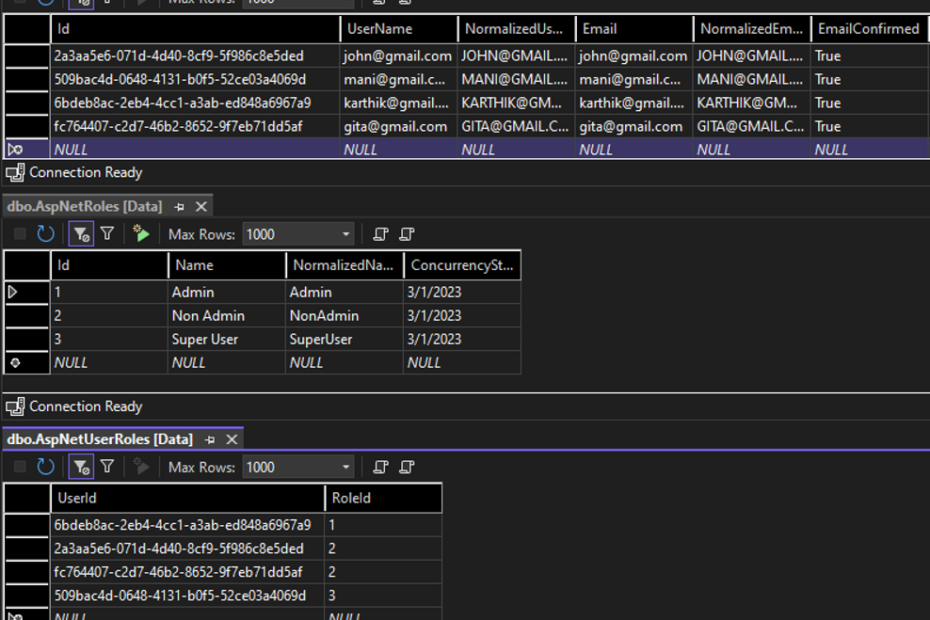 Max Rows: 1000
Id UserName NormalizedUs... Email NormalizedEm... EmailConfirmed
2a3aa5e6-071d-4d40-8cf9-5f986c8e5ded john@gmail.com JOHN@GMAIL.... john@gmail.com JOHN@GMAIL.... True
509bac4d-0648-4131-b0f5-52ce03a4069d mani@gmail.c... MANI@GMAIL.... mani@gmail.c... MANI@GMAIL.... True
6bdeb8ac-2eb4-4cc1-a3ab-ed848a6967a9 karthik@gmail.... KARTHIK@GM... karthik@gmail.... KARTHIK@GM... True
fc764407-c2d7-46b2-8652-9f7eb71dd5af gita@gmail.com GITA@GMAIL.C... gita@gmail.com GITA@GMAIL.C... True
NULL NULL NULL NULL NULL NULL
Connection Ready
dbo.AspNetRoles [Data]
Max Rows: 1000
Id Name NormalizedNa... ConcurrencySt...
1 Admin Admin 3/1/2023
2 Non Admin NonAdmin 3/1/2023
3 Super User SuperUser 3/1/2023
NULL NULL NULL NULL
Connection Ready
dbo.AspNetUserRoles [Data]
Max Rows: 1000
UserId RoleId
6bdeb8ac-2eb4-4cc1-a3ab-ed848a6967a9 1
2a3aa5e6-071d-4d40-8cf9-5f986c8e5ded 2
fc764407-c2d7-46b2-8652-9f7eb71dd5af 2
509bac4d-0648-4131-b0f5-52ce03a4069d 3
NULL NULL